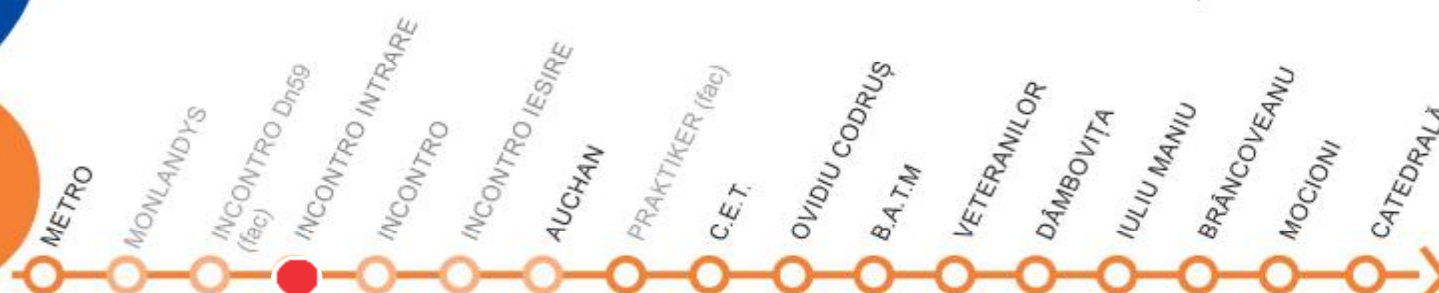 METRO
MONLANDYS
INCONTRO Dn59
(fac)
INCONTRO INTRARE
INCONTRO
INCONTRO IESIRE
AUCHAN
PRAKTIKER (fac)
C.E.T.
OVIDIU CODRUȘ
B.A.T.M
VETERANILOR
DÂMBOVIȚA
IULIU MANIU
BRÂNCOVEANU
MOCIONI
CATEDRALĂ